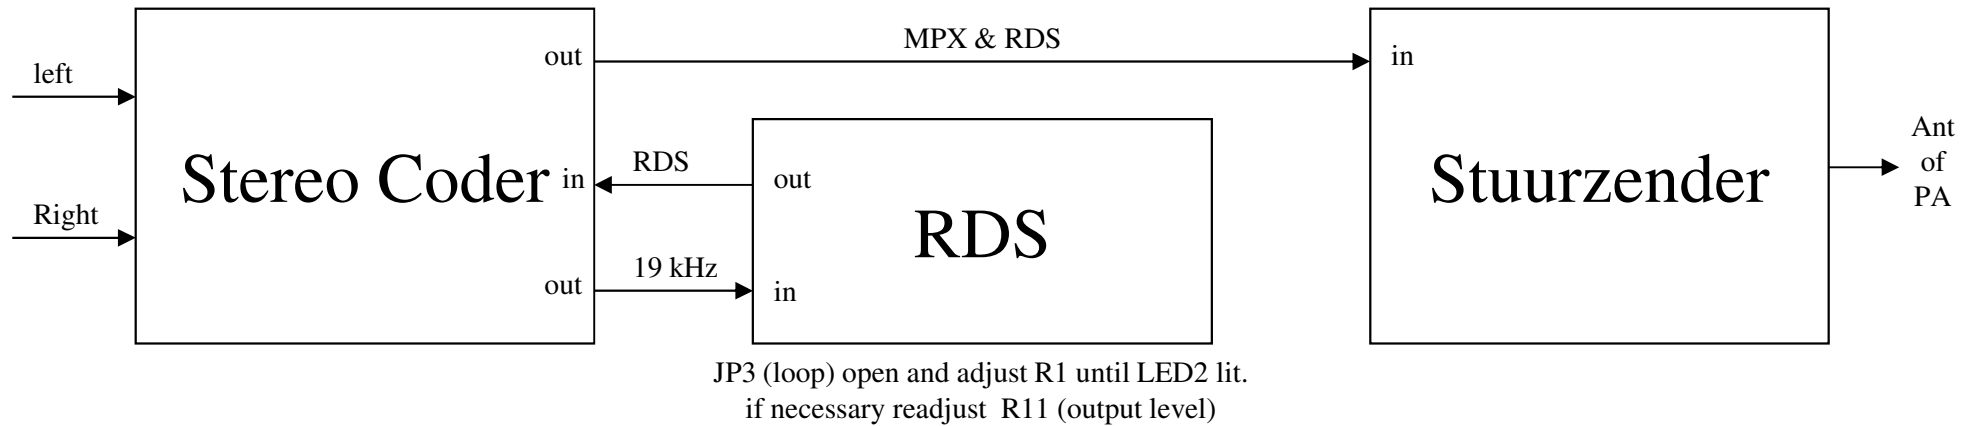 left
Right
Stereo Coder
out
in
out
MPX & RDS
RDS
19 kHz
out
RDS
in
JP3 (loop) open and adjust R1 until LED2 lit.
if necessary readjust R11 (output level)
in
Stuurzender
Ant
of
PA